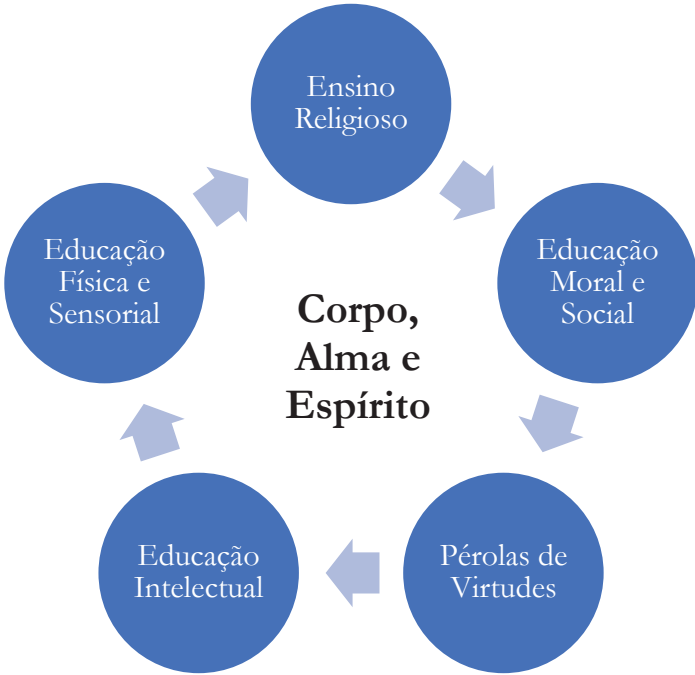 Ensino
Religioso
Educação
Física e
Sensorial
Educação
Moral e
Social
Corpo,
Alma e
Espírito
Educação
Intelectual
Pérolas de
Virtudes